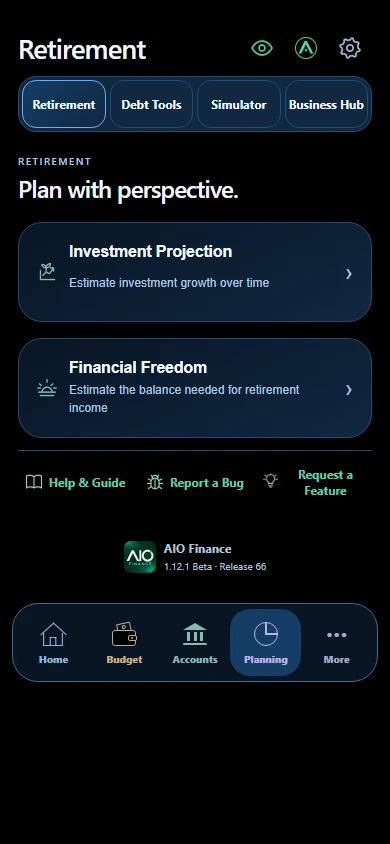 Retirement
Retirement
Debt Tools
Simulator
Business Hub
RETIREMENT
Plan with perspective.
Investment Projection
Estimate investment growth over time
Financial Freedom
Estimate the balance needed for retirement
income
Help & Guide
Report a Bug
Request a
Feature
AIO
FINANCE
AIO Finance
1.12.1 Beta · Release 66
Home
Budget
Accounts
Planning
More